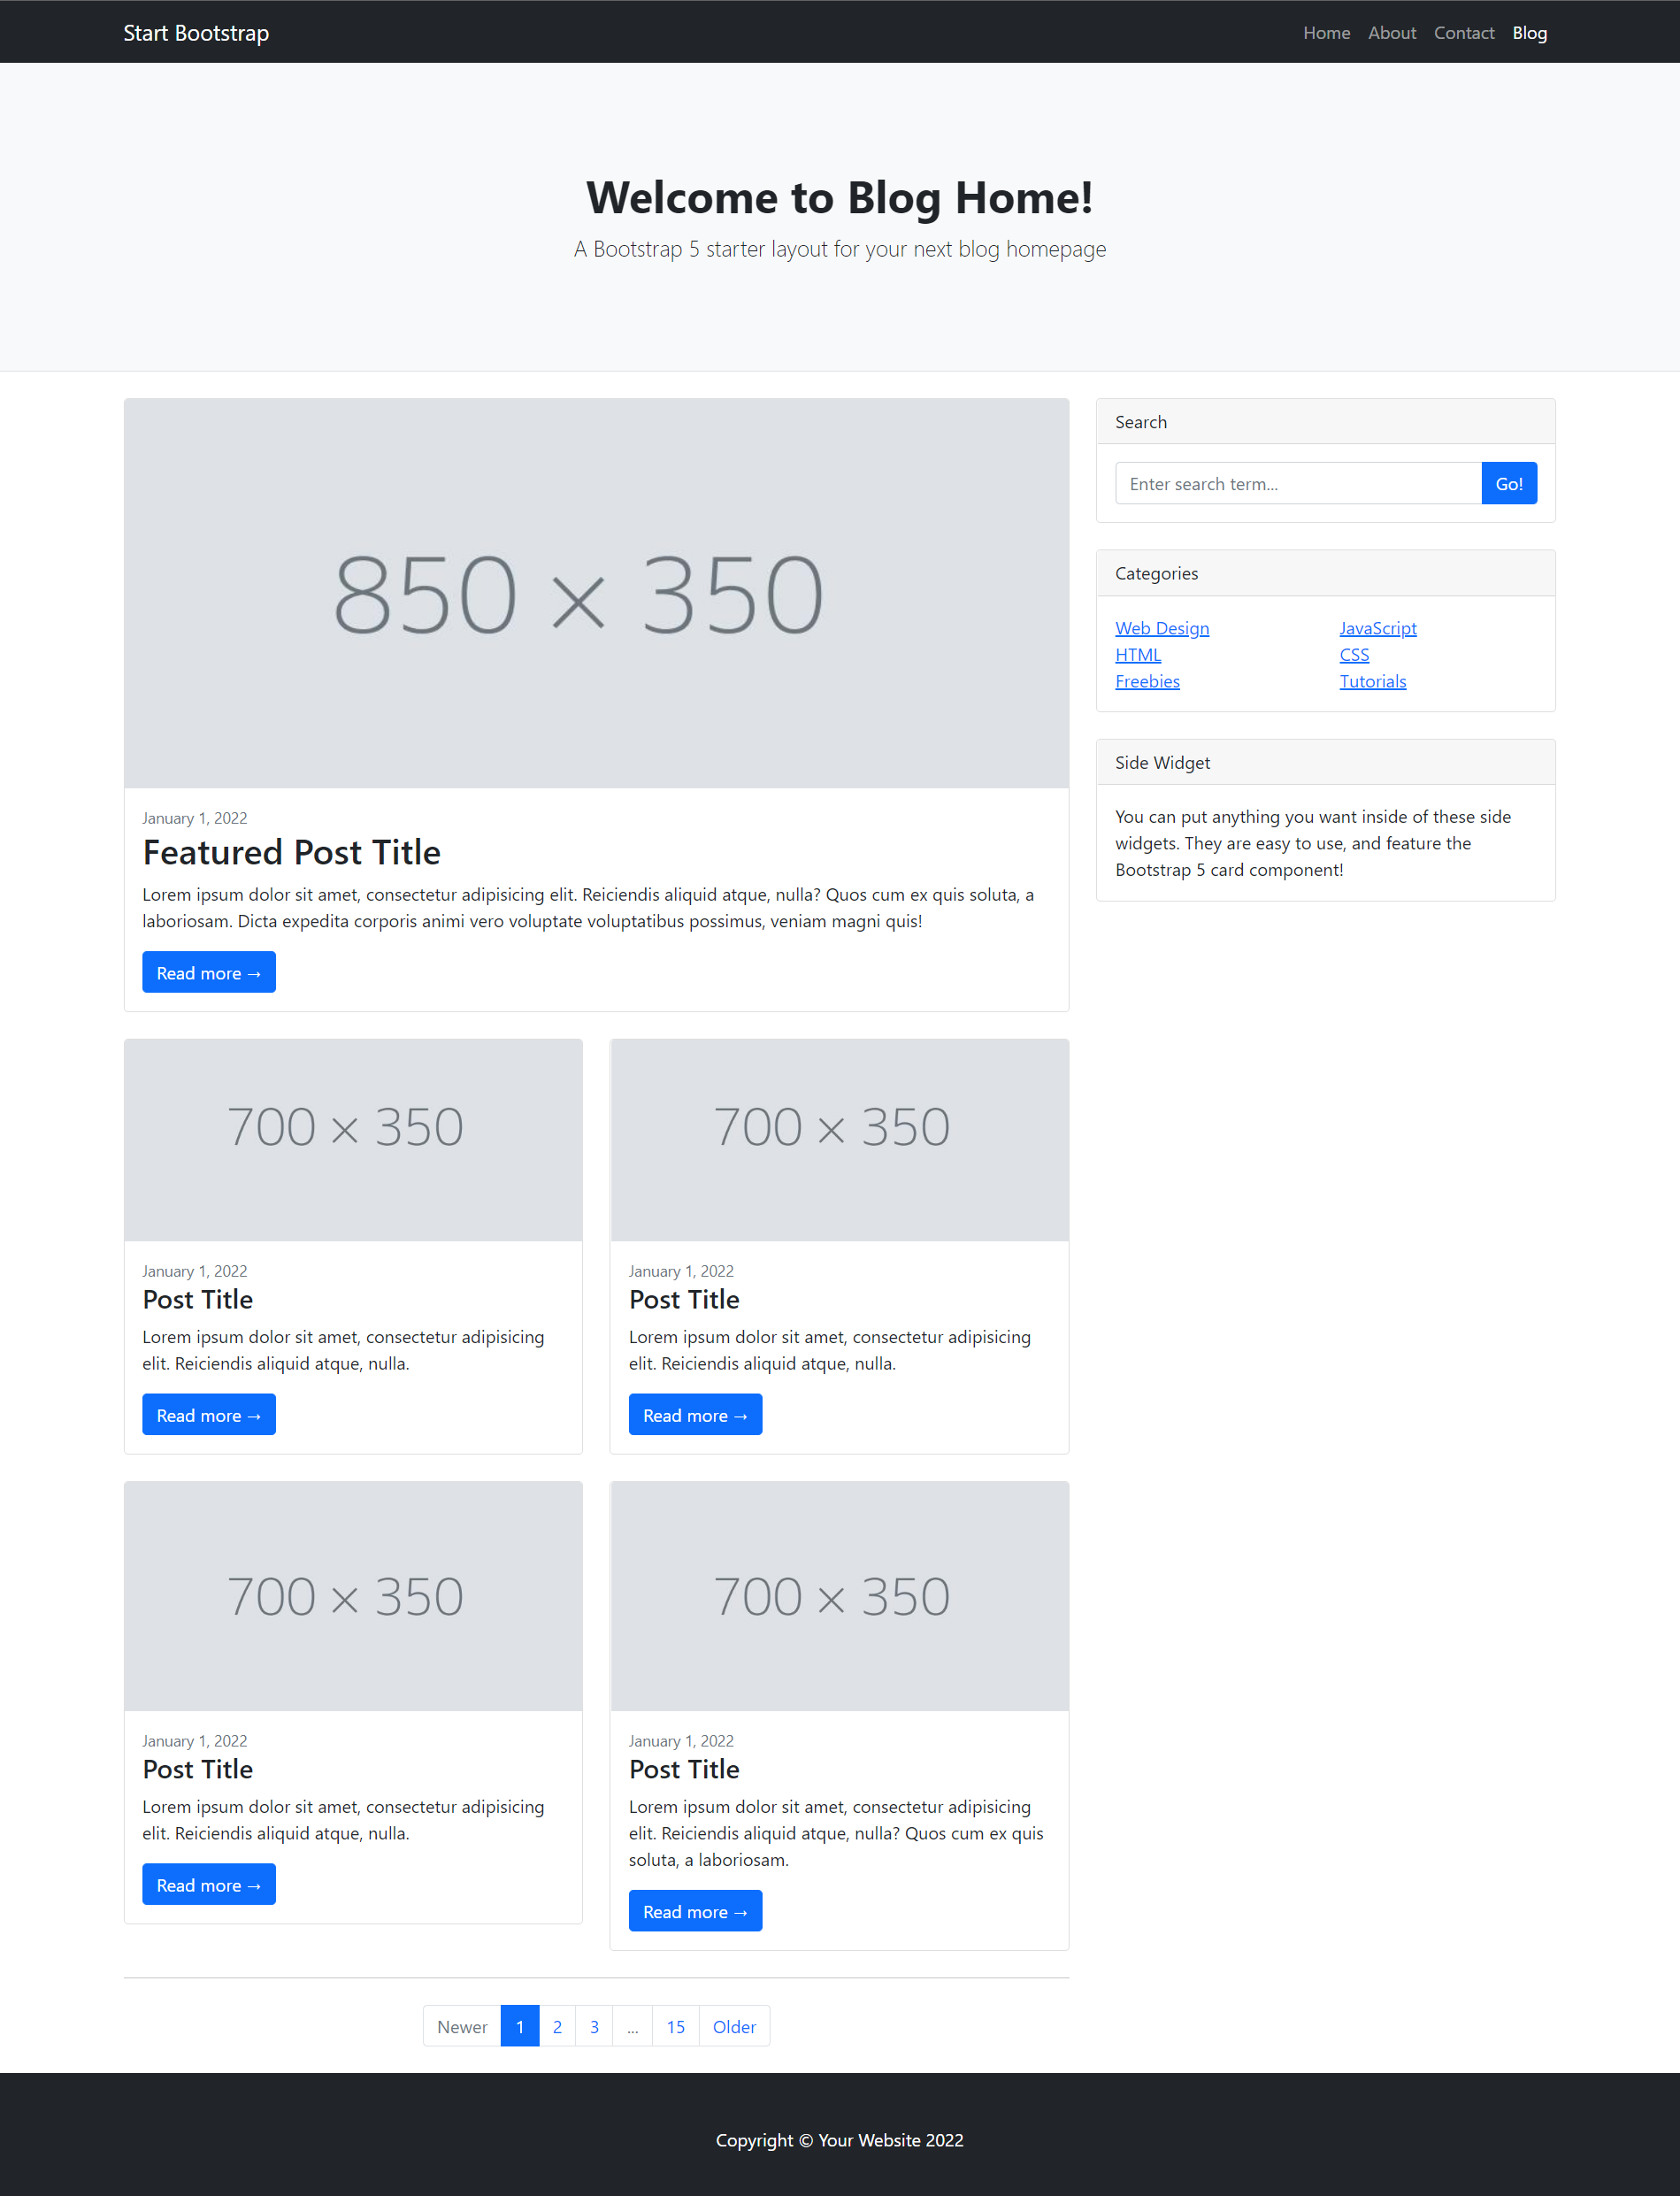 Start Bootstrap
Home About Contact Blog
Welcome to Blog Home!
A Bootstrap 5 starter layout for your next blog homepage
850 × 350
January 1, 2022
Featured Post Title
Lorem ipsum dolor sit amet, consectetur adipisicing elit. Reiciendis aliquid atque, nulla? Quos cum ex quis soluta, a
laboriosam. Dicta expedita corporis animi vero voluptate voluptatibus possimus, veniam magni quis!
Read more →
700 × 350
January 1, 2022
Post Title
Lorem ipsum dolor sit amet, consectetur adipisicing
elit. Reiciendis aliquid atque, nulla.
Read more →
700 × 350
January 1, 2022
Post Title
Lorem ipsum dolor sit amet, consectetur adipisicing
elit. Reiciendis aliquid atque, nulla.
Read more →
700 × 350
January 1, 2022
Post Title
Lorem ipsum dolor sit amet, consectetur adipisicing
elit. Reiciendis aliquid atque, nulla.
Read more →
700 × 350
January 1, 2022
Post Title
Lorem ipsum dolor sit amet, consectetur adipisicing
elit. Reiciendis aliquid atque, nulla? Quos cum ex quis
soluta, a laboriosam.
Read more →
Newer 1 2 3 ... 15 Older
Search
Enter search term...
Go!
Categories
Web Design
HTML
Freebies
JavaScript
CSS
Tutorials
Side Widget
You can put anything you want inside of these side
widgets. They are easy to use, and feature the
Bootstrap 5 card component!
Copyright © Your Website 2022